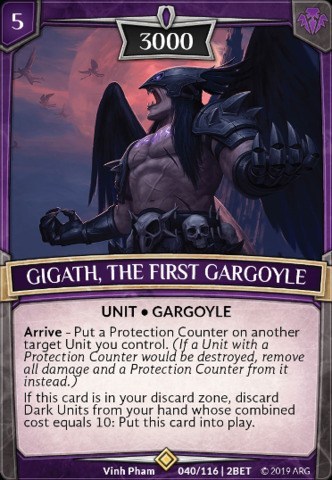 5
3000
GIGATH, THE FIRST GARGOYLE
UNIT • GARGOYLE
Arrive - Put a Protection Counter on another
target Unit you control. (If a Unit with a
Protection Counter would be destroyed, remove
all damage and a Protection Counter from it
instead.)
If this card is in your discard zone, discard
Dark Units from your hand whose combined
cost equals 10: Put this card into play.
Vinh Pham 040/116 | 2BET © 2019 ARG